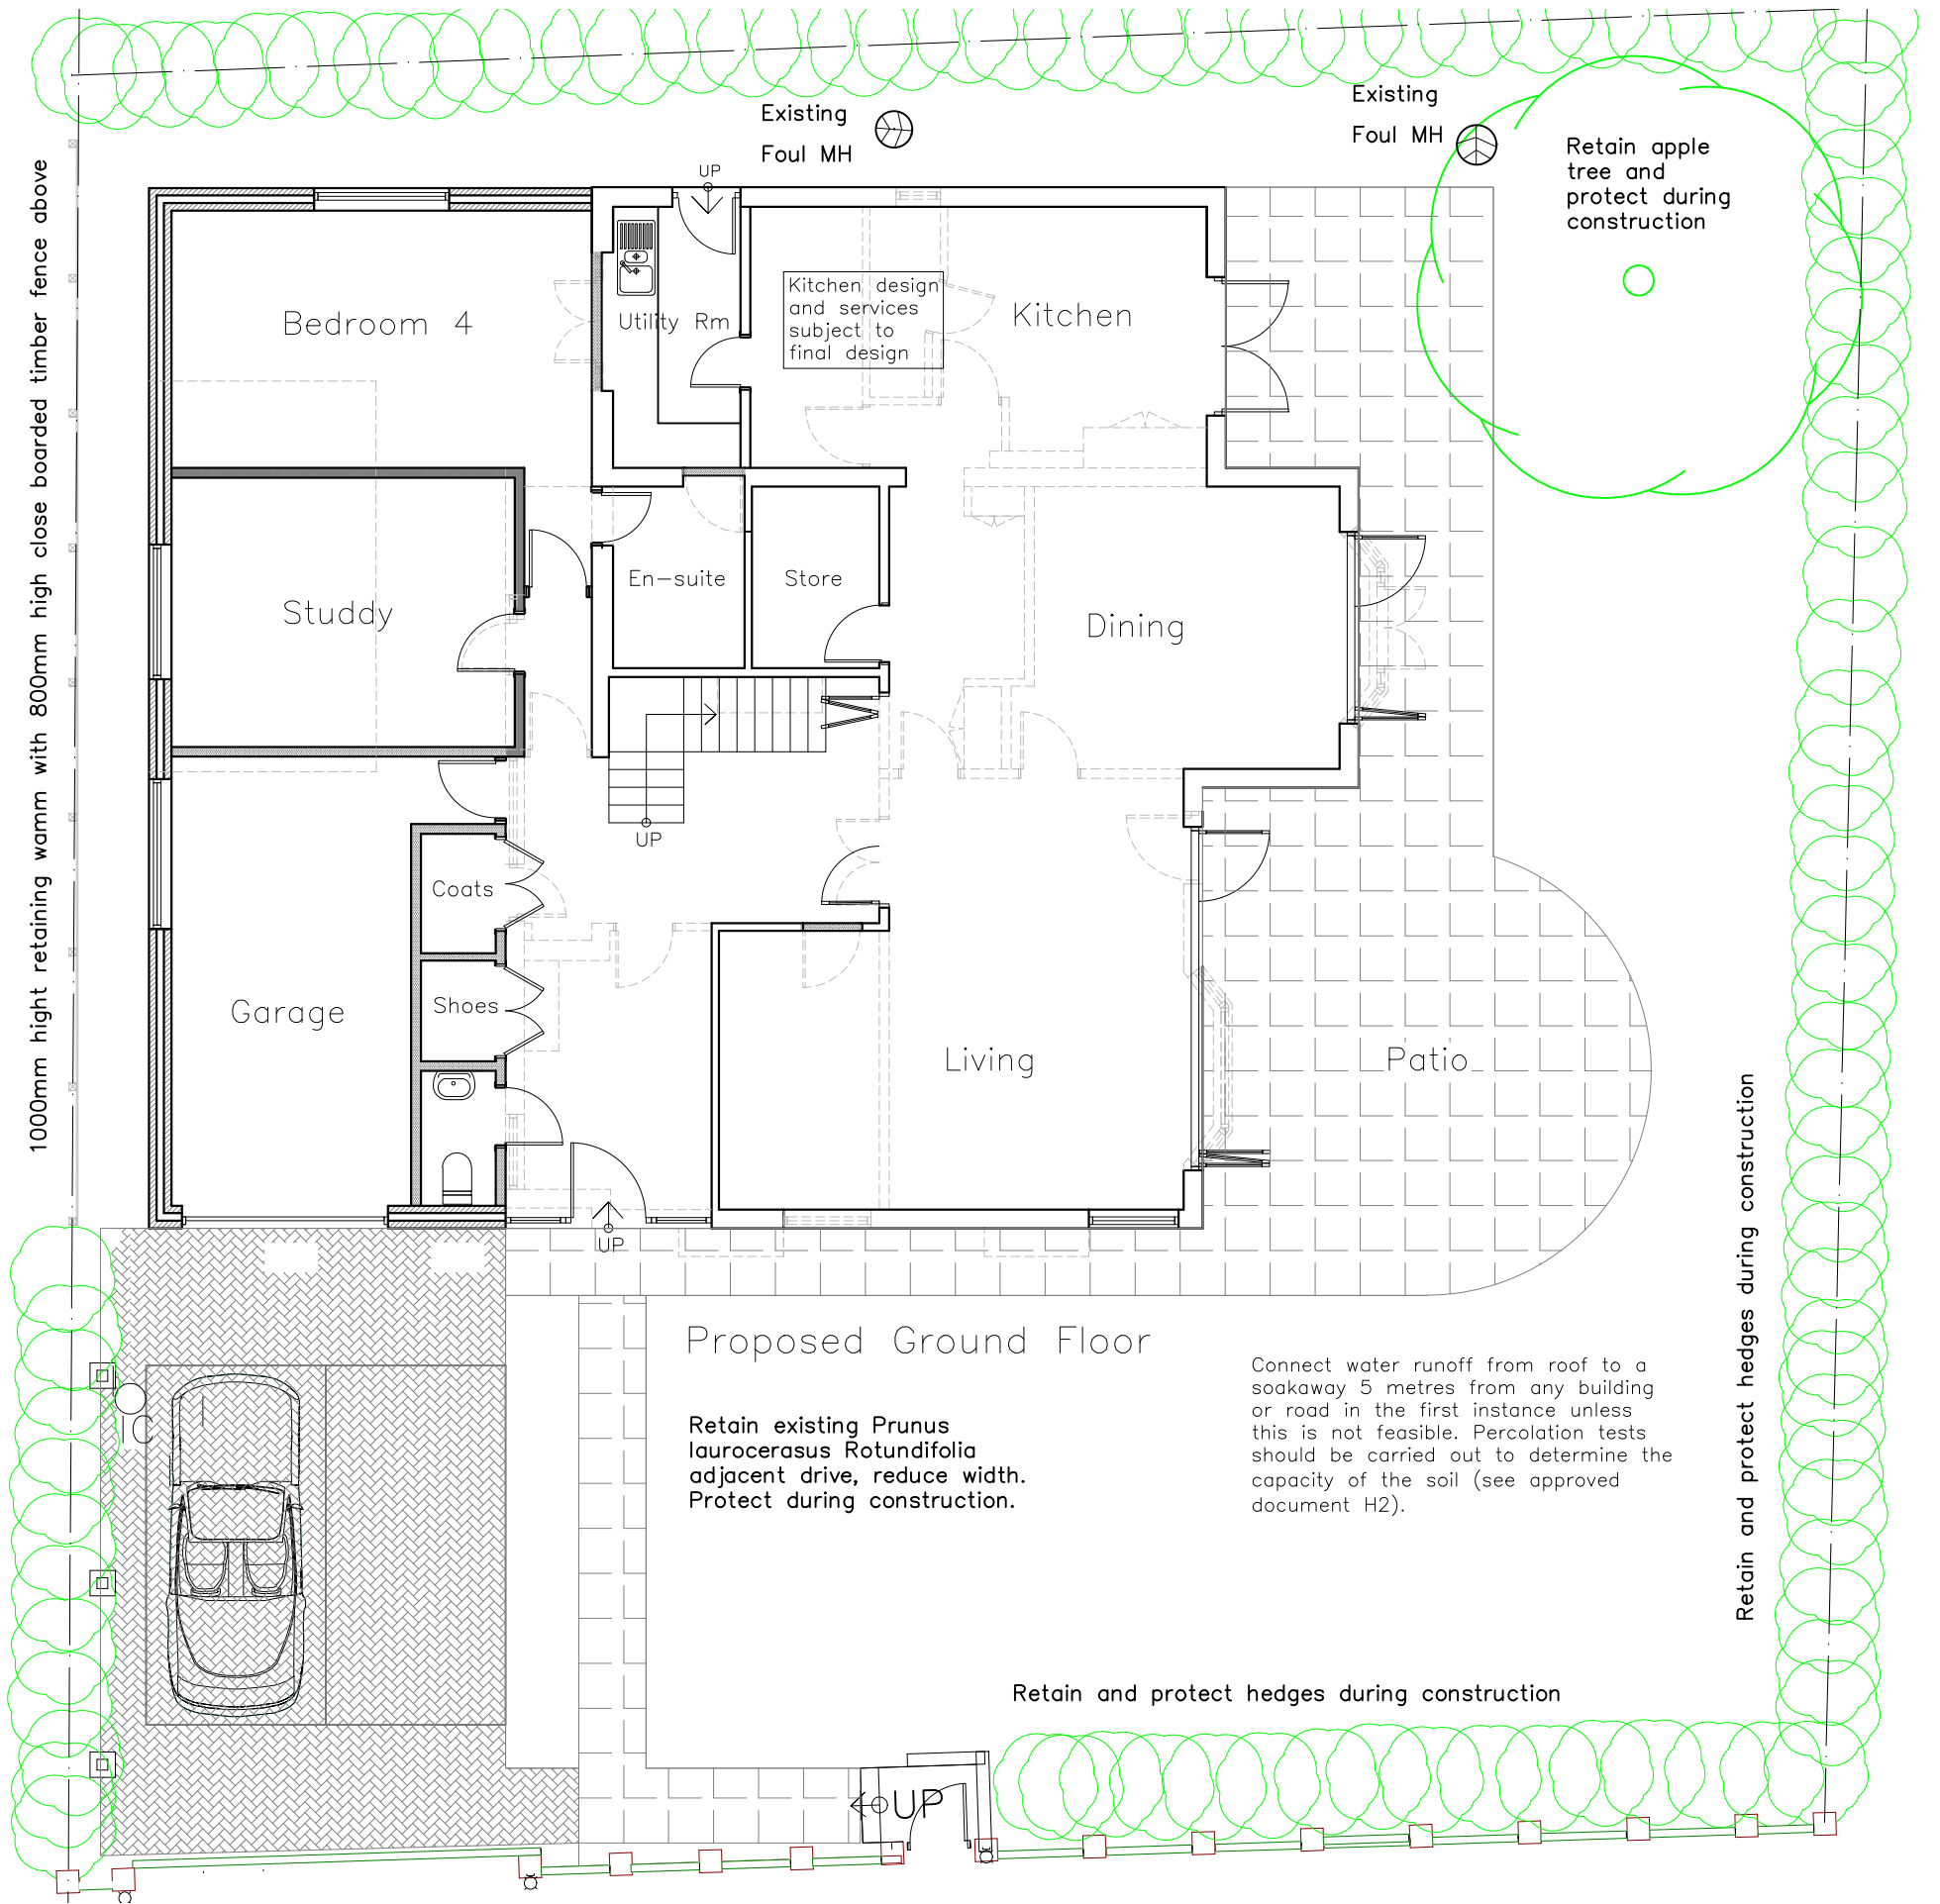 Existing
Foul MH
Existing
Foul MH
Retain apple
tree and
protect during
construction
1000mm hight retaining wamm with 800mm high close boarded timber fence above
UP
Bedroom 4
Utility Rm
Kitchen design
and services
subject to
final design
Kitchen
Studdy
En-suite
Store
Dining
UP
Coats
Shoes
Garage
Living
Patio
UP
IC
Proposed Ground Floor
Retain existing Prunus
laurocerasus Rotundifolia
adjacent drive, reduce width.
Protect during construction.
Connect water runoff from roof to a
soakaway 5 metres from any building
or road in the first instance unless
this is not feasible. Percolation tests
should be carried out to determine the
capacity of the soil (see approved
document H2).
Retain and protect hedges during construction
Retain and protect hedges during construction
UP